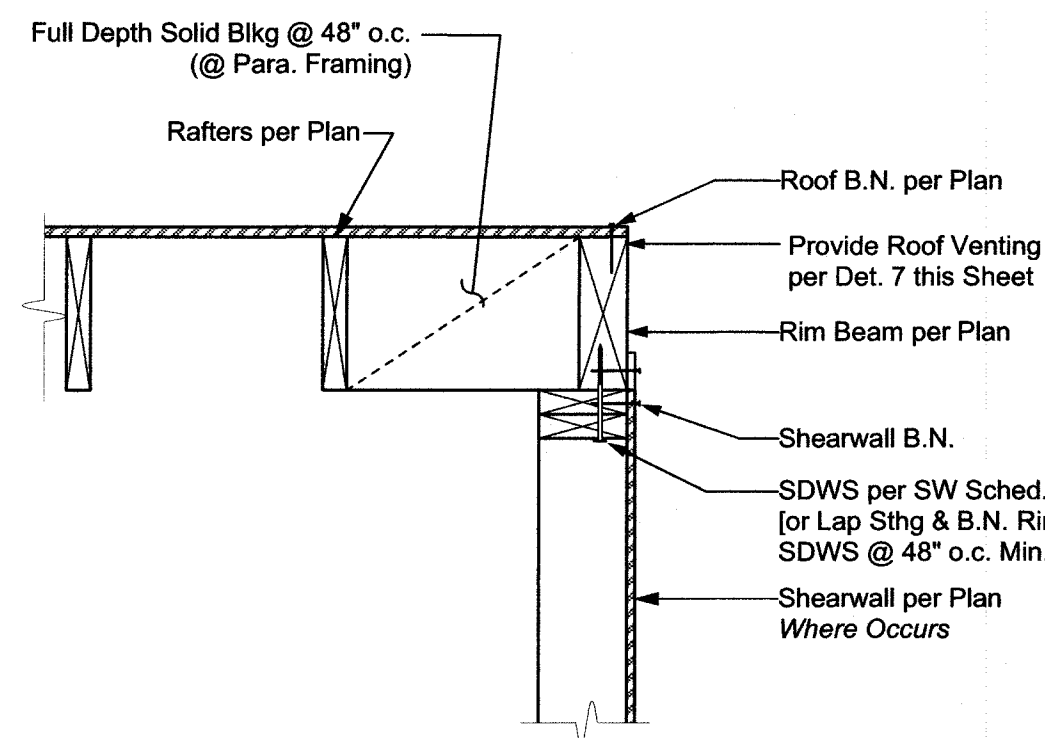 Full Depth Solid Blkg @ 48" o.c.
(@ Para. Framing)
Rafters per Plan
Roof B.N. per Plan
Provide Roof Venting
per Det. 7 this Sheet
Rim Beam per Plan
Shearwall B.N.
SDWS per SW Sched.
[or Lap Sthg & B.N.
SDWS @ 48" o.c. Min.
Shearwall per Plan
Where Occurs